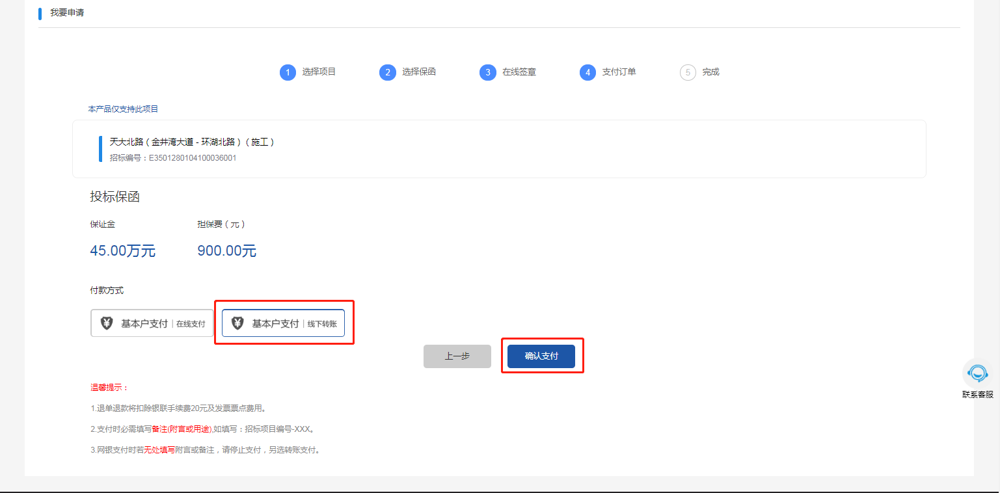 我要申请
1 选择项目 2 选择保函 3 在线签章 4 支付订单 5 完成
本产品仅支持此项目
天大北路(金井湾大道-环湖北路)(施工)
招标编号:E3501280104100036001
投标保函
保证金 担保费(元)
45.00万元 900.00元
付款方式
基本户支付|在线支付 基本户支付|线下转账
上一步 确认支付
联系客服
温馨提示:
1.退单退款将扣除银联手续费20元及发票票点费用。
2.支付时必需填写备注(附言或用途),如填写:招标项目编号-XXX。
3.网银支付时若无处填写附言或备注,请停止支付,另选转账支付。